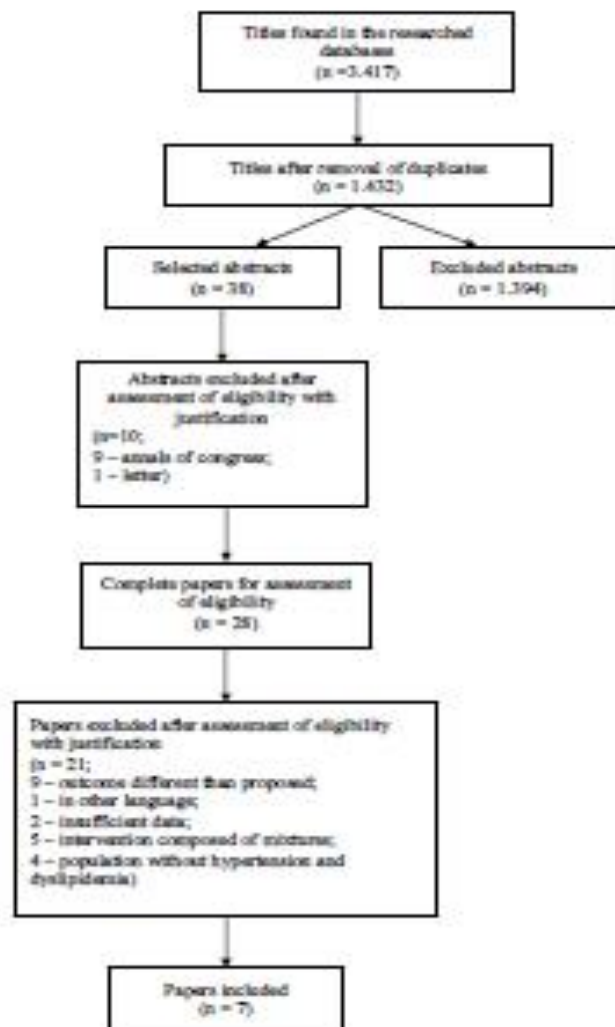 Titles found in the researched
databases
(n =3.417)
Titles after removal of duplicates
(n = 1.432)
Selected abstracts
(n = 38)
Excluded abstracts
(n = 1.394)
Abstracts excluded after
assessment of eligibility with
justification
(n=10;
9 – annals of congress;
1 – letter)
Complete papers for assessment
of eligibility
(n = 28)
Papers excluded after assessment of eligibility
with justification
(n = 21;
9 – outcome different than proposed;
1 – in other language;
2 – insufficient data;
5 – intervention composed of mixtures;
4 – population without hypertension and
dyslipidemia)
Papers included
(n = 7)